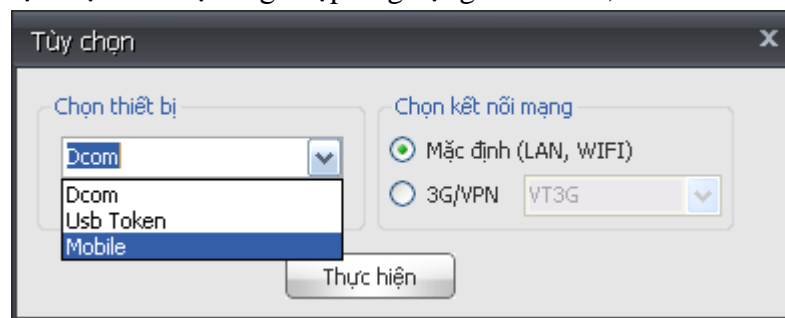 Tùy chọn
x
Chọn thiết bị
Dcom
Dcom
Usb Token
Mobile
Chọn kết nối mạng
Mặc định (LAN, WIFI)
3G/VPN VT3G
Thực hiện